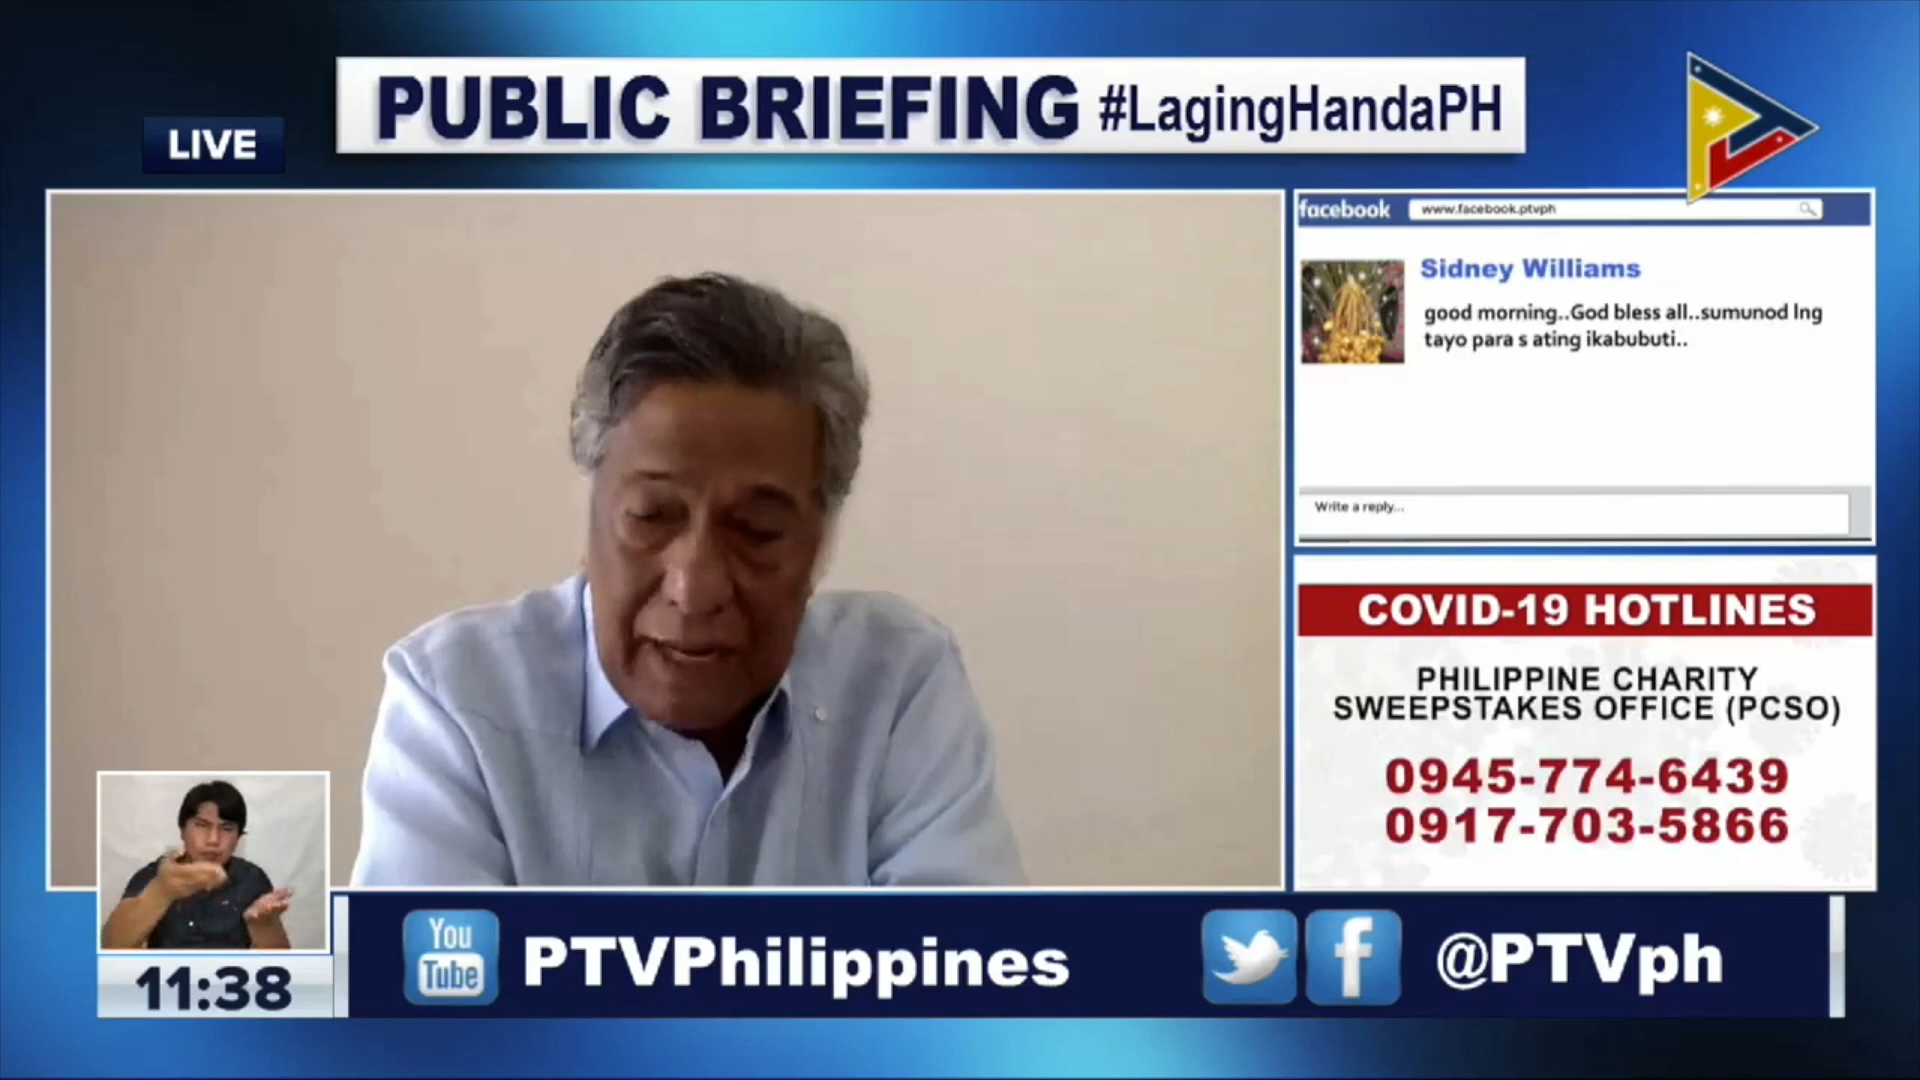 PUBLIC BRIEFING #LagingHandaPH
LIVE
facebook
www.facebook.ptvph
Sidney Williams
good morning..God bless all..sumunod lng
tayo para s ating ikabubuti..
Write a reply...
COVID-19 HOTLINES
PHILIPPINE CHARITY
SWEEPSTAKES OFFICE (PCSO)
0945-774-6439
0917-703-5866
11:38
You
Tube
PTVPhilippines
@PTVph